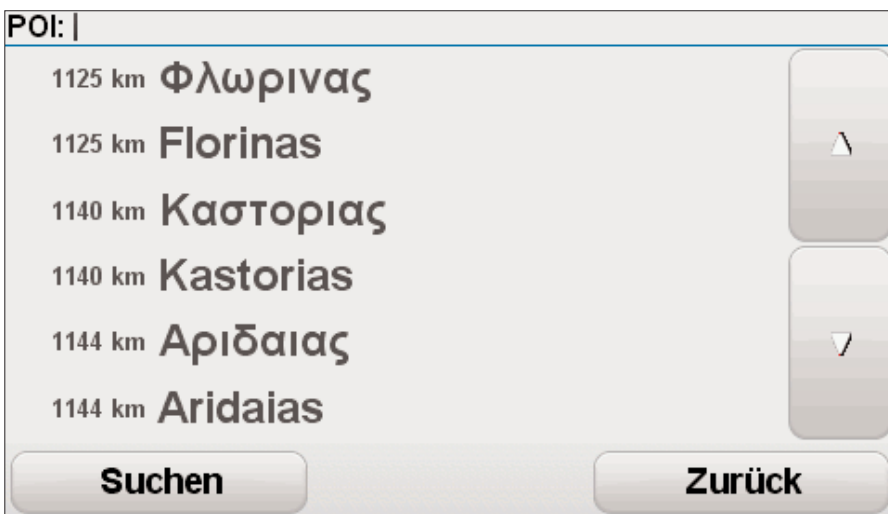 POI:
1125 km Φλωρινας
1125 km Florinas
1140 km Καστοριας
1140 km Kastorias
1144 km Αριδαιας
1144 km Aridaias
Suchen Zurück